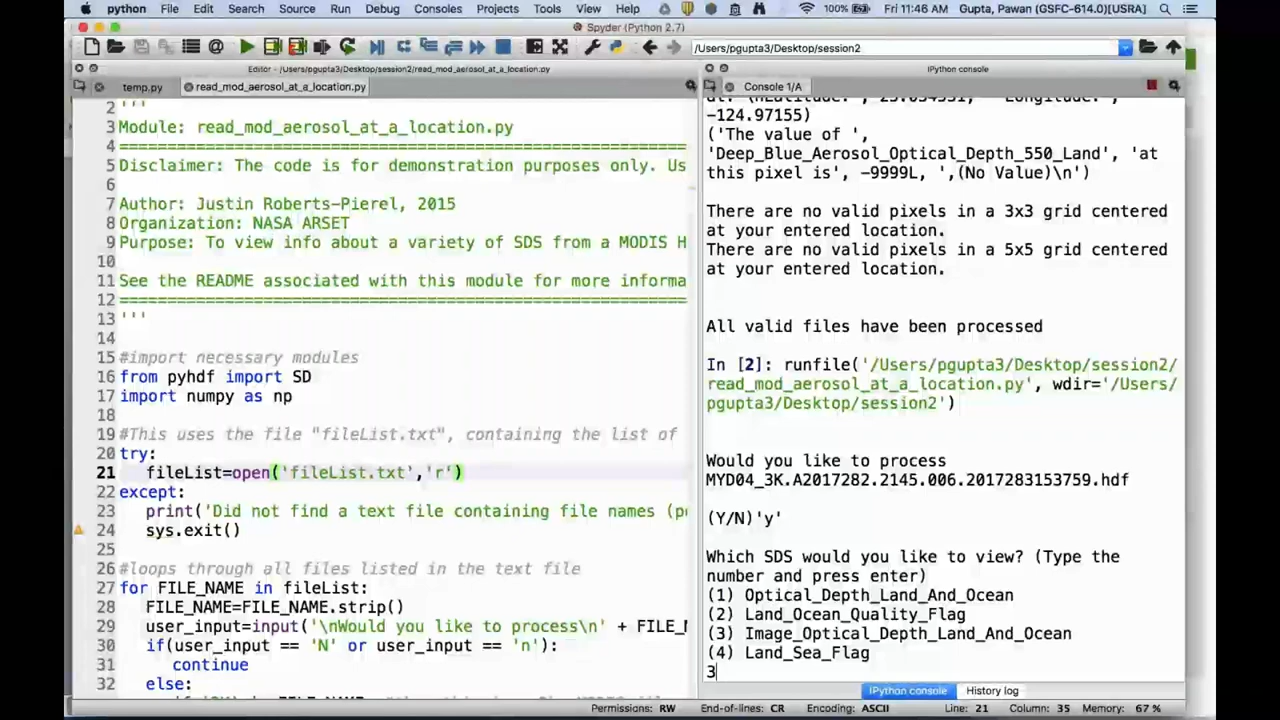 python File Edit Search Source Run Debug Consoles Projects Tools View Help 100% Fri 11:46 AM Gupta, Pawan (GSFC-614.0)[USRA]
Spyder (Python 2.7)
/Users/pgupta3/Desktop/session2
Editor - /Users/pgupta3/Desktop/session2/read_mod_aerosol_at_a_location.py
temp.py read_mod_aerosol_at_a_location.py
2 '''
3 Module: read_mod_aerosol_at_a_location.py
4 ==========================================================================
5 Disclaimer: The code is for demonstration purposes only. Us
6
7 Author: Justin Roberts-Pierel, 2015
8 Organization: NASA ARSET
9 Purpose: To view info about a variety of SDS from a MODIS H
10
11 See the README associated with this module for more informa
12 ==========================================================================
13 '''
14
15 #import necessary modules
16 from pyhdf import SD
17 import numpy as np
18
19 #This uses the file "fileList.txt", containing the list of
20 try:
21 fileList=open('fileList.txt','r')
22 except:
23 print('Did not find a text file containing file names (pe
24 sys.exit()
25
26 #loops through all files listed in the text file
27 for FILE_NAME in fileList:
28 FILE_NAME=FILE_NAME.strip()
29 user_input=input('\nWould you like to process\n' + FILE_N
30 if(user_input == 'N' or user_input == 'n'):
31 continue
32 else:
IPython console
Console 1/A
-124.97155)
('The value of ',
'Deep_Blue_Aerosol_Optical_Depth_550_Land', 'at
this pixel is', -9999L, ',(No Value)\n')
There are no valid pixels in a 3x3 grid centered
at your entered location.
There are no valid pixels in a 5x5 grid centered
at your entered location.
All valid files have been processed
In [2]: runfile('/Users/pgupta3/Desktop/session2/
read_mod_aerosol_at_a_location.py', wdir='/Users/
pgupta3/Desktop/session2')
Would you like to process
MYD04_3K.A2017282.2145.006.2017283153759.hdf
(Y/N)'y'
Which SDS would you like to view? (Type the
number and press enter)
(1) Optical_Depth_Land_And_Ocean
(2) Land_Ocean_Quality_Flag
(3) Image_Optical_Depth_Land_And_Ocean
(4) Land_Sea_Flag
3
IPython console History log
Permissions: RW End-of-lines: CR Encoding: ASCII Line: 21 Column: 35 Memory: 67 %